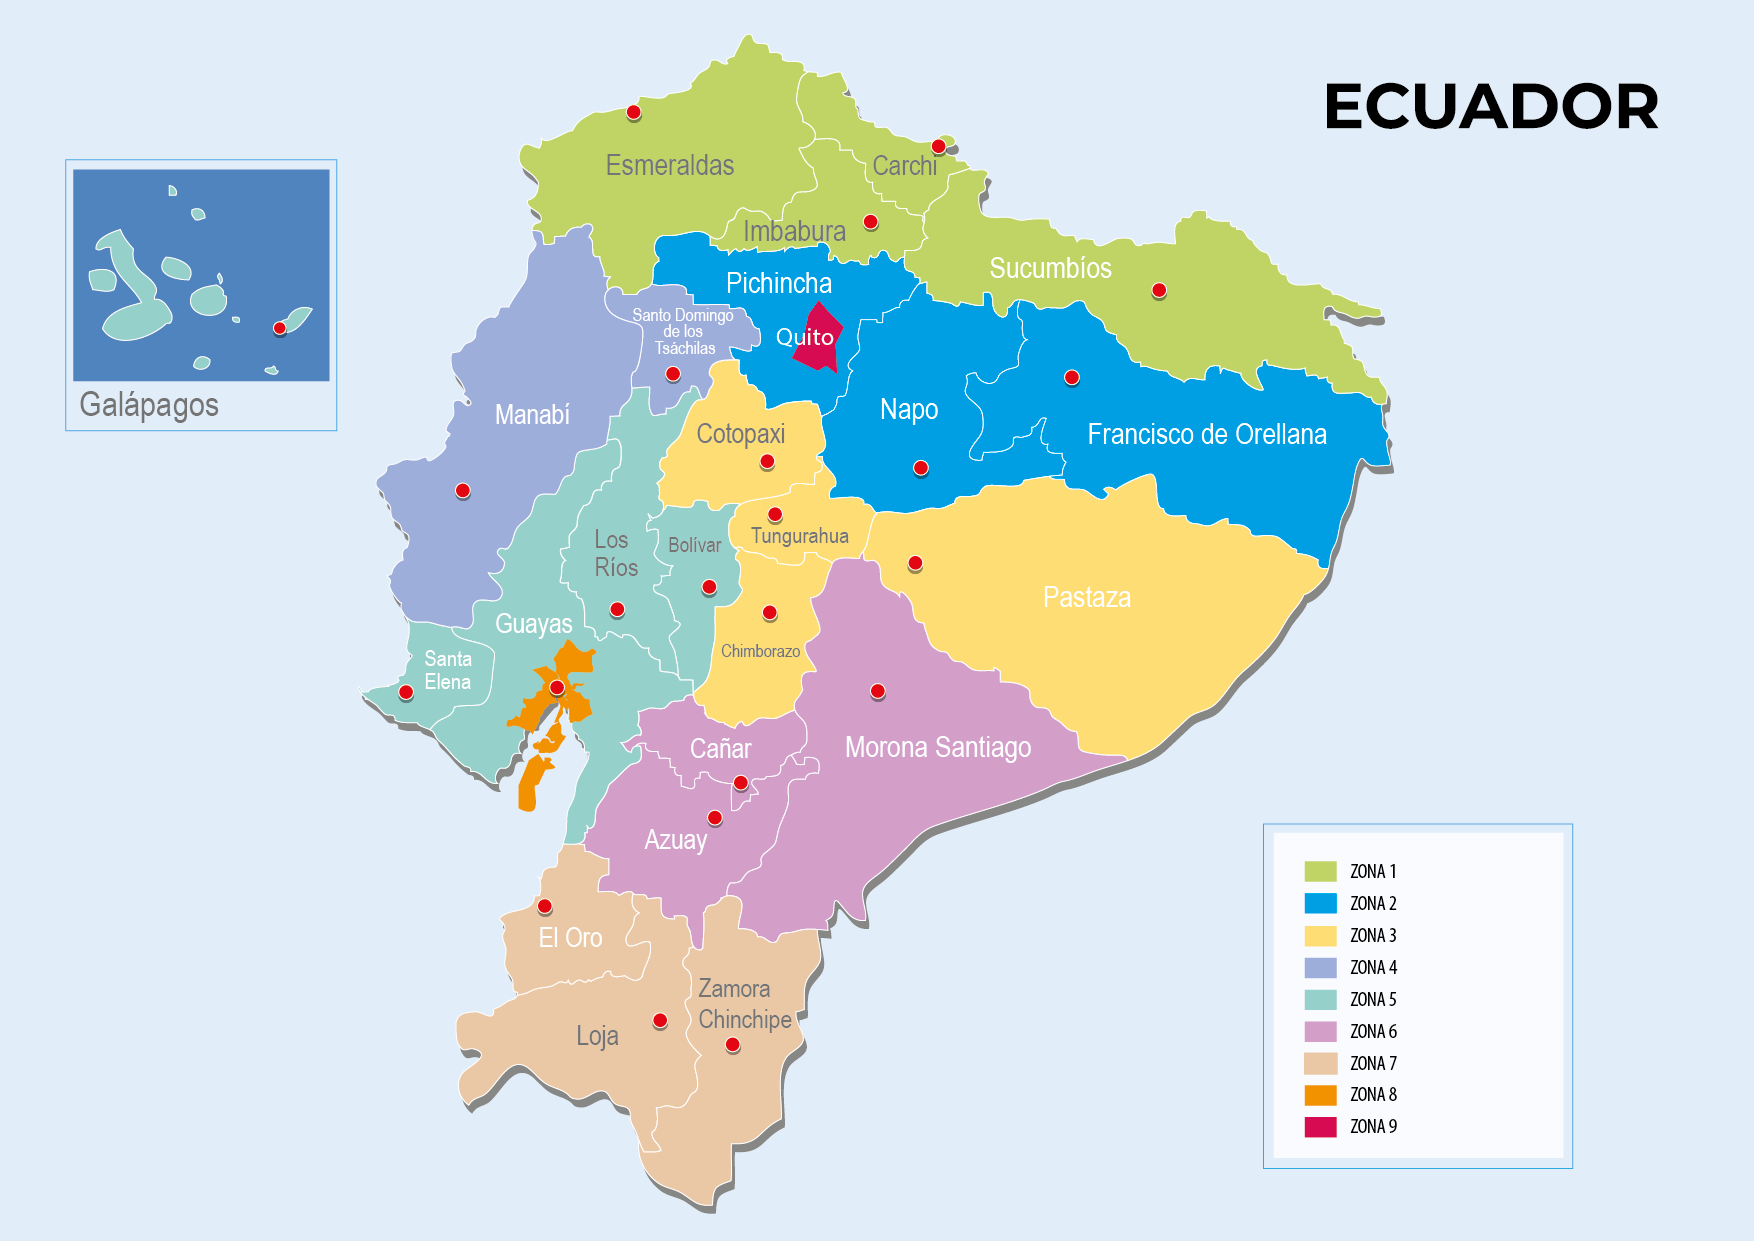 ECUADOR
Esmeraldas
Carchi
Imbabura
Sucumbíos
Pichincha
Santo Domingo
de los
Tsáchilas
Quito
Galápagos
Manabí
Napo
Cotopaxi
Francisco de Orellana
Tungurahua
Los
Ríos
Bolívar
Pastaza
Guayas
Chimborazo
Santa
Elena
Cañar
Morona Santiago
Azuay
El Oro
Zamora
Chinchipe
Loja
ZONA 1
ZONA 2
ZONA 3
ZONA 4
ZONA 5
ZONA 6
ZONA 7
ZONA 8
ZONA 9